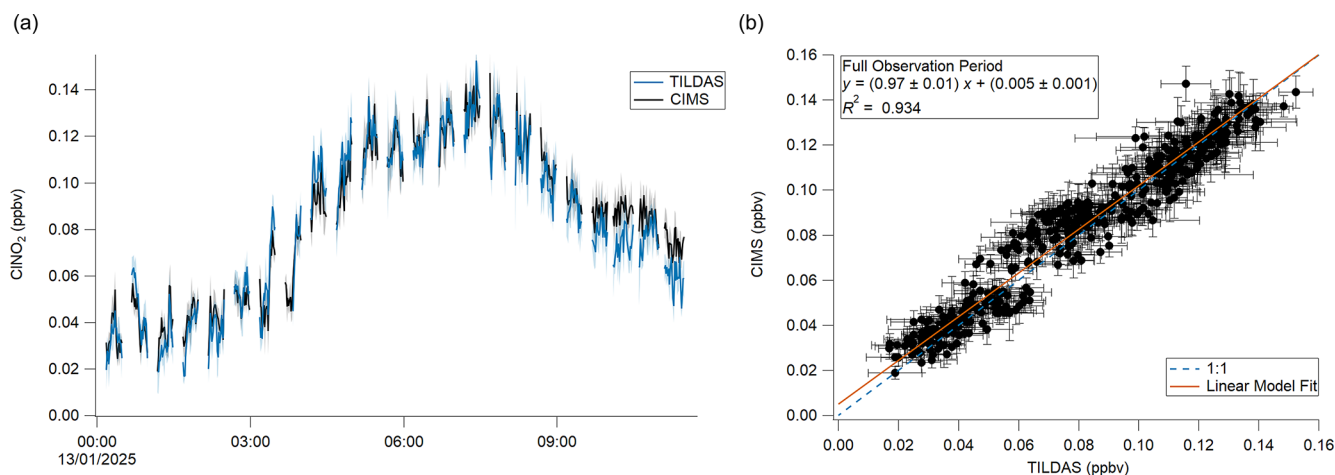 (a)
ClNO₂ (ppbv)
0.14
0.12
0.10
0.08
0.06
0.04
0.02
0.00
00:00
03:00
06:00
09:00
13/01/2025
TILDAS
CIMS
(b)
CIMS (ppbv)
0.16
0.14
0.12
0.10
0.08
0.06
0.04
0.02
0.00
0.00
0.02
0.04
0.06
0.08
0.10
0.12
0.14
0.16
TILDAS (ppbv)
Full Observation Period
y = (0.97 ± 0.01) x + (0.005 ± 0.001)
R² = 0.934
1:1
Linear Model Fit